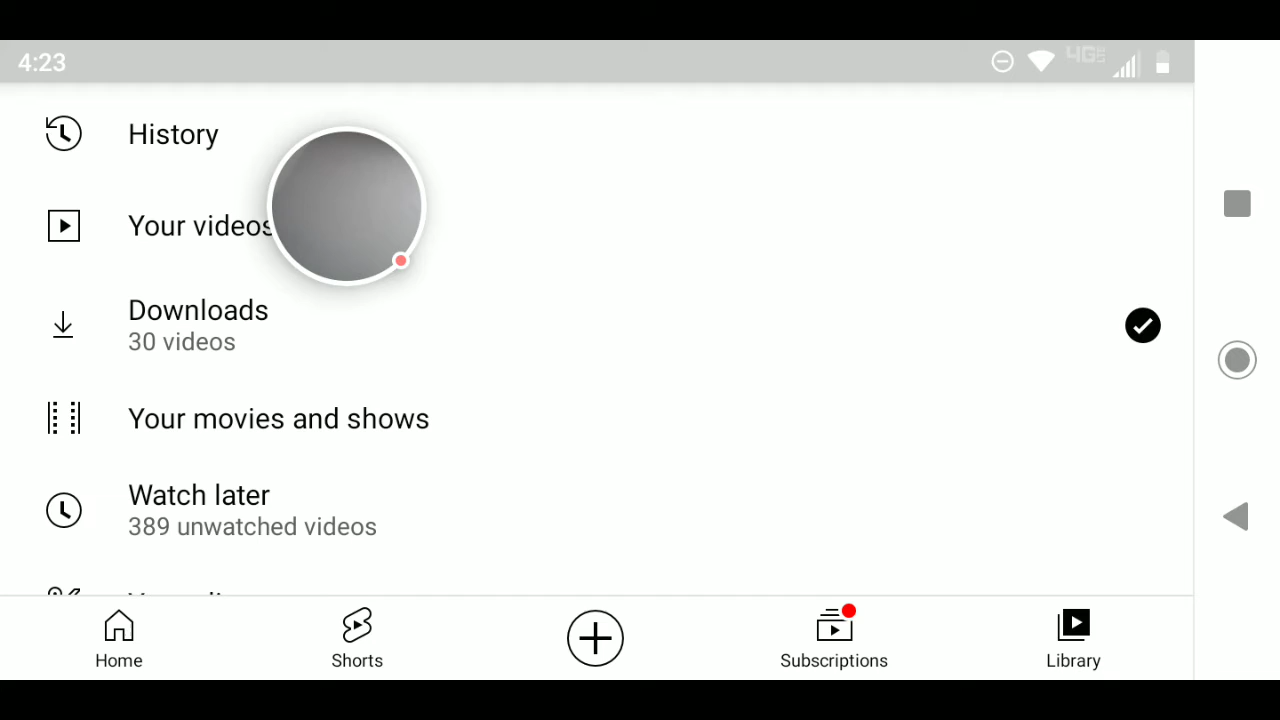 4:23
4G
History
Your videos
Downloads
30 videos
Your movies and shows
Watch later
389 unwatched videos
Home
Shorts
Subscriptions
Library